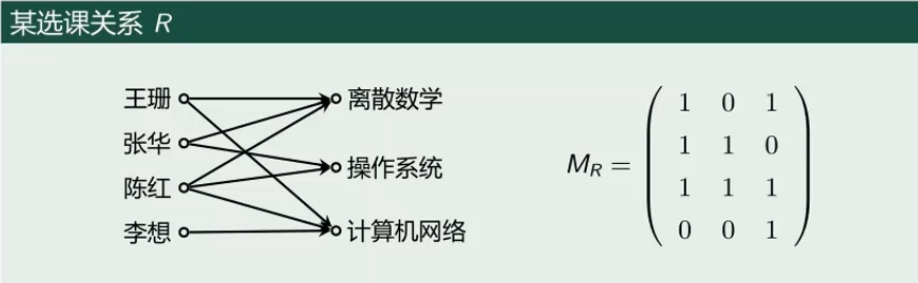 某选课关系 R
王珊 离散数学
张华
陈红 操作系统
李想 计算机网络
M_R =
1 0 1
1 1 0
1 1 1
0 0 1